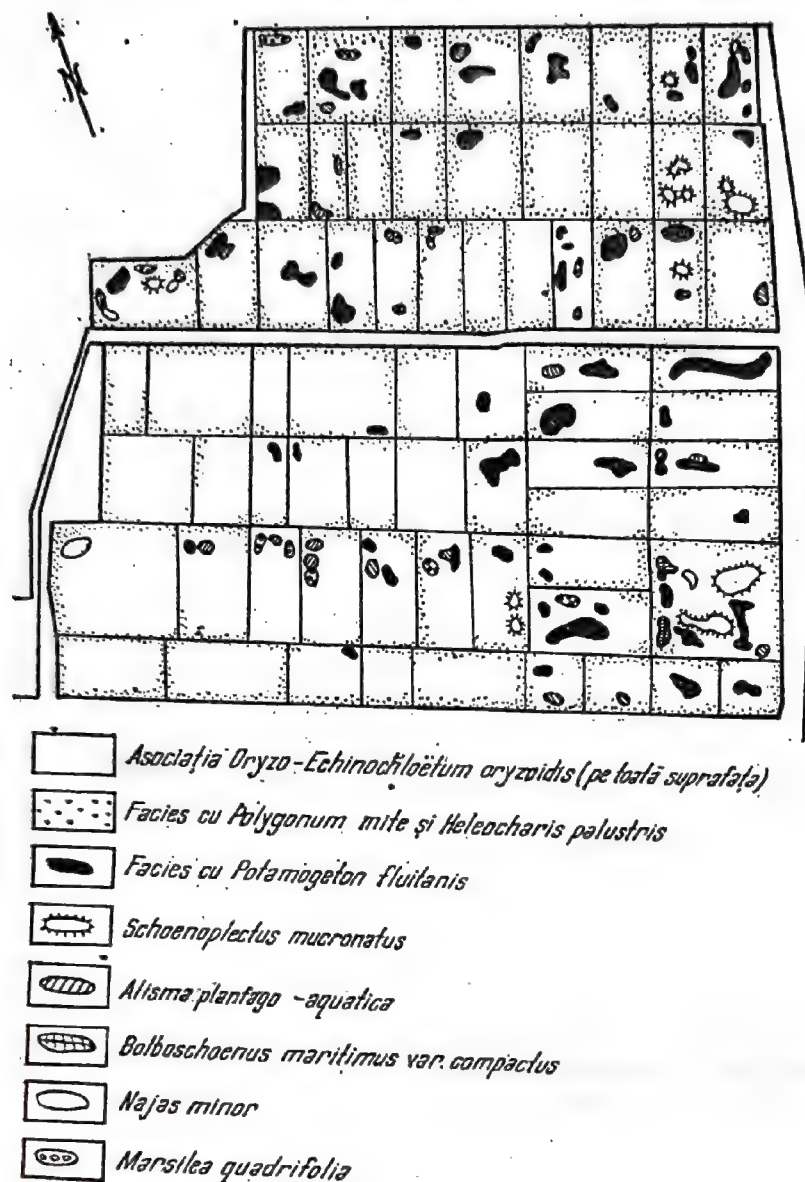 N
Asociația Oryzo-Echinochloëtum oryzoidis (pe toată suprafața)
Facies cu Polygonum mite și Heleocharis palustris
Facies cu Potamogeton fluitanis
Schoenoplectus mucronatus
Alisma plantago-aquatica
Bolboschoenus maritimus var. compactus
Najas minor
Marsilea quadrifolia